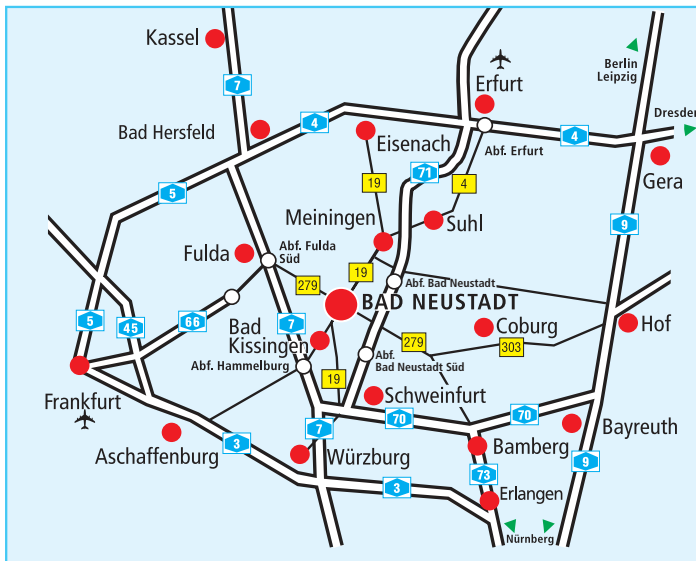 Kassel
7
Berlin
Leipzig
Erfurt
Dresden
Bad Hersfeld
4
Eisenach
Abf. Erfurt
4
Gera
71
19
4
5
Meiningen
Suhl
9
Fulda
Abf. Fulda
Süd
19
279
Abf. Bad Neustadt
BAD NEUSTADT
5
45
66
7
Bad
Kissingen
279
Coburg
303
Hof
Abf. Hammelburg
Abf.
Bad Neustadt Süd
19
Frankfurt
Schweinfurt
70
70
Bayreuth
Aschaffenburg
3
7
Würzburg
Bamberg
9
73
3
Erlangen
Nürnberg